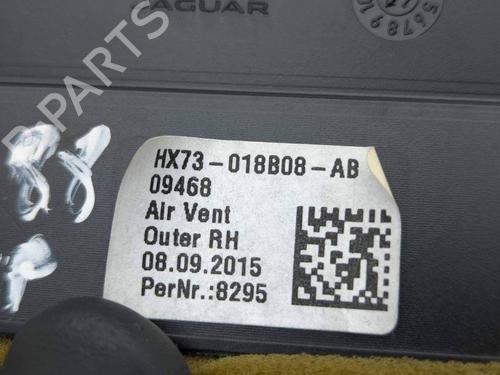 JAGUAR
B-PARTS
HX73-018B08-AB
09468
Air Vent
Outer RH
08.09.2015
PerNr.:8295